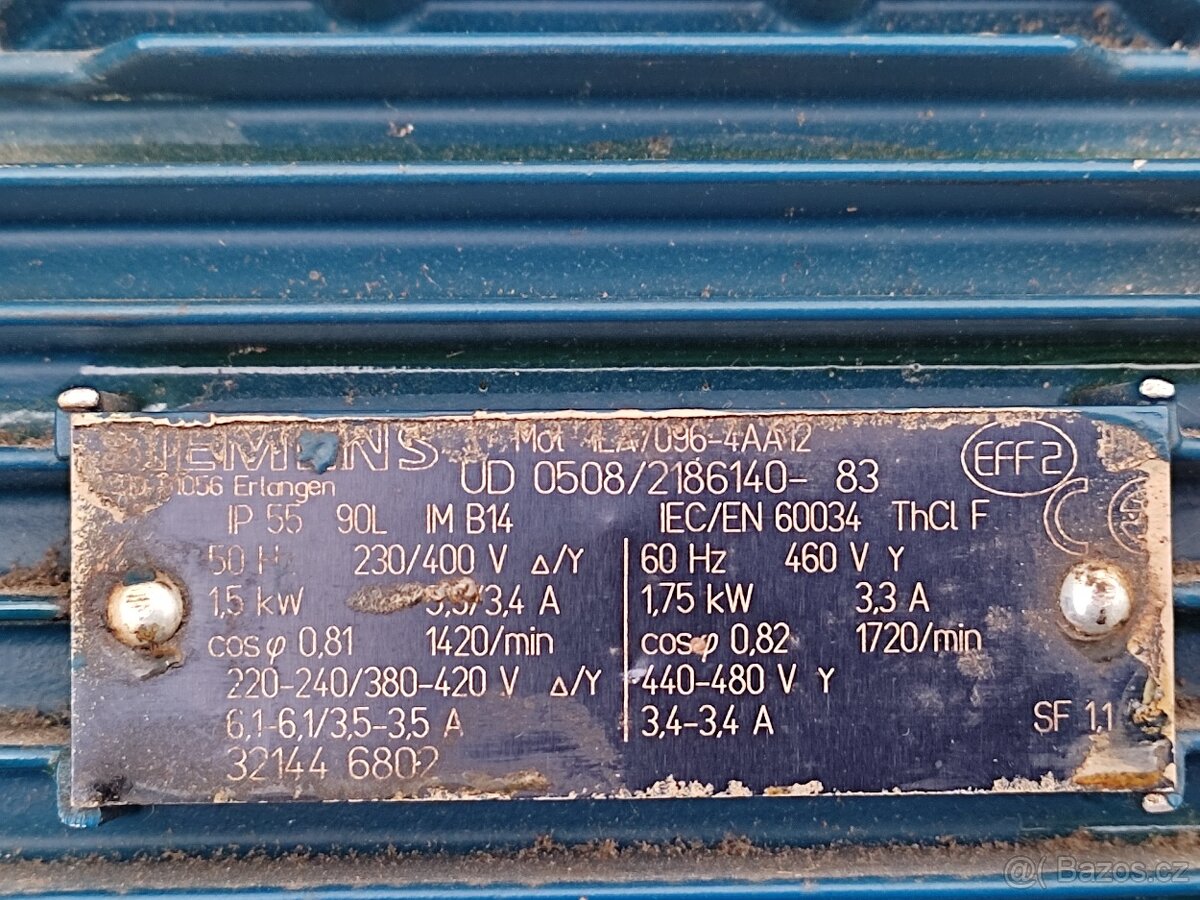 SIEMENS Mot 1LA7096-4AA12
D-91056 Erlangen UD 0508/2186140- 83 EFF2
IP 55 90L IM B14 IEC/EN 60034 ThCl F
50 Hz 230/400 V Δ/Y 60 Hz 460 V Y
1,5 kW /3,4 A 1,75 kW 3,3 A
cosφ 0,81 1420/min cosφ 0,82 1720/min
220-240/380-420 V Δ/Y 440-480 V Y
6,1-6,1/3,5-3,5 A 3,4-3,4 A SF 1,1
32144 6802
@( Bazos.cz